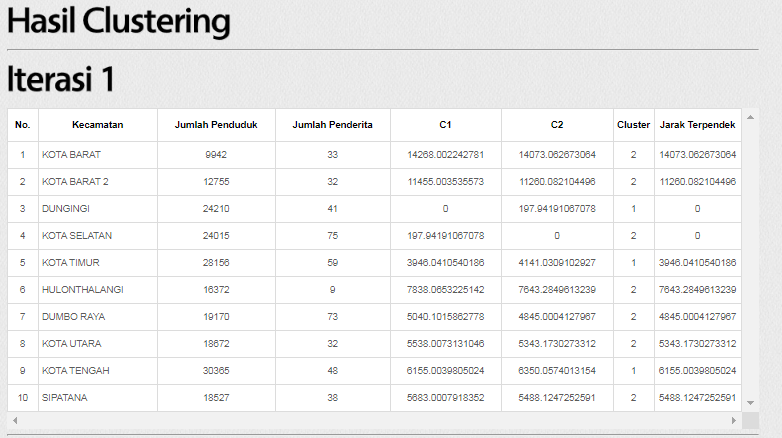 Hasil Clustering
Iterasi 1
No. Kecamatan Jumlah Penduduk Jumlah Penderita C1 C2 Cluster Jarak Terpendek
1 KOTA BARAT 9942 33 14268.002242781 14073.062673064 2 14073.062673064
2 KOTA BARAT 2 12755 32 11455.003535573 11260.082104496 2 11260.082104496
3 DUNGINGI 24210 41 0 197.94191067078 1 0
4 KOTA SELATAN 24015 75 197.94191067078 0 2 0
5 KOTA TIMUR 28156 59 3946.0410540186 4141.0309102927 1 3946.0410540186
6 HULONTHALANGI 16372 9 7838.0653225142 7643.2849613239 2 7643.2849613239
7 DUMBO RAYA 19170 73 5040.1015862778 4845.0004127967 2 4845.0004127967
8 KOTA UTARA 18672 32 5538.0073131046 5343.1730273312 2 5343.1730273312
9 KOTA TENGAH 30365 48 6155.0039805024 6350.0574013154 1 6155.0039805024
10 SIPATANA 18527 38 5683.0007918352 5488.1247252591 2 5488.1247252591